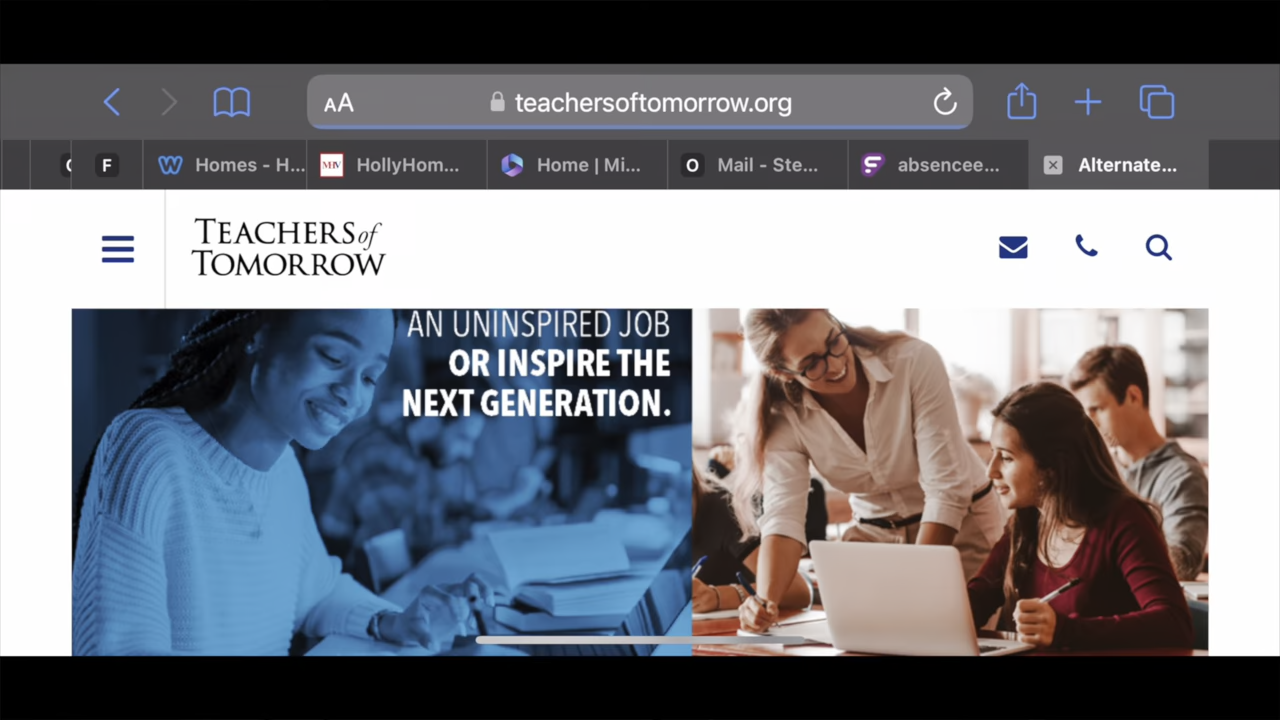 AA teachersoftomorrow.org
F Homes - H... MHV HollyHom... Home | Mi... O Mail - Ste... absencee... Alternate...
TEACHERS of
TOMORROW
AN UNINSPIRED JOB
OR INSPIRE THE
NEXT GENERATION.